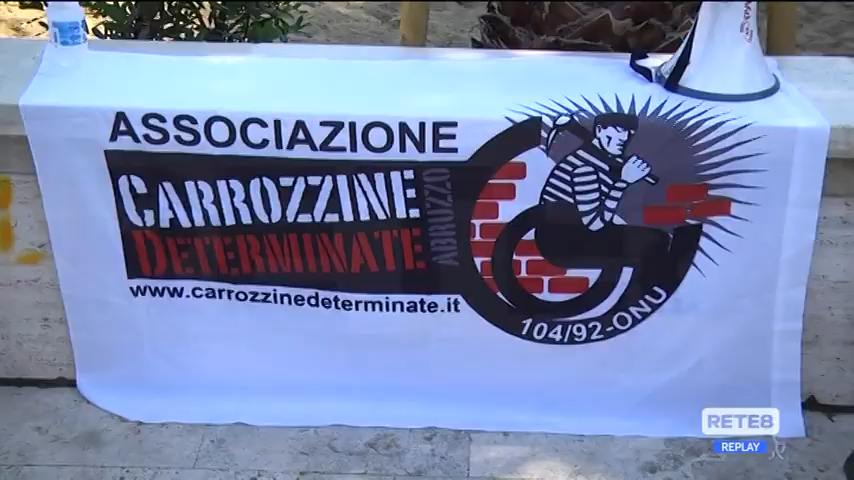 ASSOCIAZIONE
CARROZZINE
DETERMINATE
ABRUZZO
www.carrozzinedeterminate.it
104/92-ONU
RETE8
REPLAY